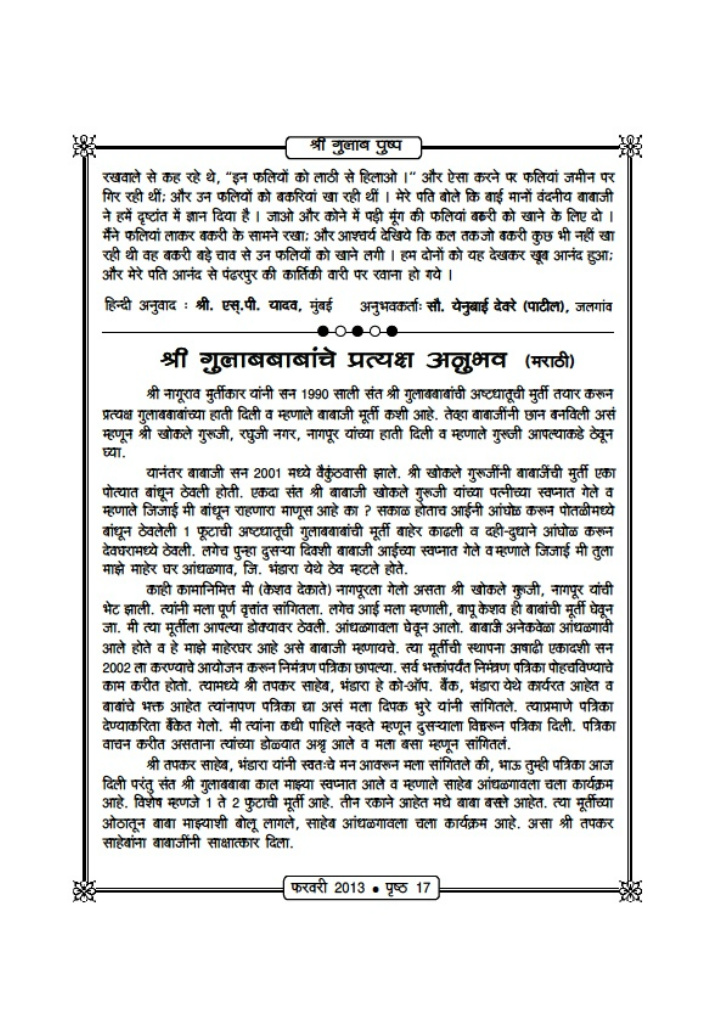 श्री गुलाब पुष्प
रखवाले से कह रहे थे, “इन फलियों को लाठी से हिलाओ ।” और ऐसा करने पर फलियां जमीन पर
गिर रही थीं; और उन फलियों को बकरियां खा रही थीं । मेरे पति बोले कि बाई मानों वंदनीय बाबाजी
ने हमें दृष्टांत में ज्ञान दिया है । जाओ और कोने में पड़ी मूंग की फलियां बकरी को खाने के लिए दो ।
मैंने फलियां लाकर बकरी के सामने रखा; और आश्चर्य देखिये कि कल तकजो बकरी कुछ भी नहीं खा
रही थी वह बकरी बड़े चाव से उन फलियों को खाने लगी । हम दोनों को यह देखकर खूब आनंद हुआ;
और मेरे पति आनंद से पंढरपुर की कार्तिकी वारी पर रवाना हो गये ।
हिन्दी अनुवाद : श्री. एस्.पी. यादव, मुंबई अनुभवकर्ताः सौ. येनुबाई देवरे (पाटील), जलगांव
श्री गुलाबबाबांचे प्रत्यक्ष अनुभव (मराठी)
श्री नागूराव मुर्तीकार यांनी सन 1990 साली संत श्री गुलाबबाबांची अष्टधातूची मुर्ती तयार करून
प्रत्यक्ष गुलाबबाबांच्या हाती दिली व म्हणाले बाबाजी मूर्ती कशी आहे. तेव्हा बाबाजींनी छान बनविली असं
म्हणून श्री खोकले गुरूजी, रघुजी नगर, नागपूर यांच्या हाती दिली व म्हणाले गुरूजी आपल्याकडे ठेवून
घ्या.
यानंतर बाबाजी सन 2001 मध्ये वैकुंठवासी झाले. श्री खोकले गुरूजींनी बाबाजींची मुर्ती एका
पोत्यात बांधून ठेवली होती. एकदा संत श्री बाबाजी खोकले गुरूजी यांच्या पत्नीच्या स्वप्नात गेले व
म्हणाले जिजाई मी बांधून राहणारा माणूस आहे का ? सकाळ होताच आईनी आंघोळ करून पोतळीमध्ये
बांधून ठेवलेली 1 फूटाची अष्टधातूची गुलाबबाबांची मूर्ती बाहेर काढली व दही-दुधाने आंघोळ करून
देवघरामध्ये ठेवली. लगेच पुन्हा दुसऱ्या दिवशी बाबाजी आईच्या स्वप्नात गेले व म्हणाले जिजाई मी तुला
माझे माहेर घर आंधळगाव, जि. भंडारा येथे ठेव म्हटले होते.
काही कामानिमित्त मी (केशव देकाते) नागपूरला गेलो असता श्री खोकले गुरूजी, नागपूर यांची
भेट झाली. त्यांनी मला पूर्ण वृत्तांत सांगितला. लगेच आई मला म्हणाली, बापू केशव ही बाबांची मूर्ती घेवून
जा. मी त्या मूर्तीला आपल्या डोक्यावर ठेवली. आंधळगावला घेवून आलो. बाबाजी अनेकवेळा आंधळगावी
आले होते व हे माझे माहेरघर आहे असे बाबाजी म्हणायचे. त्या मूर्तीची स्थापना अषाढी एकादशी सन
2002 ला करण्याचे आयोजन करून निमंत्रण पत्रिका छापल्या. सर्व भक्तांपर्यंत निमंत्रण पत्रिका पोहचविण्याचे
काम करीत होतो. त्यामध्ये श्री तपकर साहेब, भंडारा हे को-ऑप. बैंक, भंडारा येथे कार्यरत आहेत व
बाबांचे भक्त आहेत त्यांनापण पत्रिका द्या असं मला दिपक भुरे यांनी सांगितले. त्याप्रमाणे पत्रिका
देण्याकरिता बैंकेत गेलो. मी त्यांना कधी पाहिले नव्हते म्हणून दुसऱ्याला विचारून पत्रिका दिली. पत्रिका
वाचन करीत असताना त्यांच्या डोळ्यात अश्रृ आले व मला बसा म्हणून सांगितलं.
श्री तपकर साहेब, भंडारा यांनी स्वतःचे मन आवरून मला सांगितले की, भाऊ तुम्ही पत्रिका आज
दिली परंतु संत श्री गुलाबबाबा काल माझ्या स्वप्नात आले व म्हणाले साहेब आंधळगावला चला कार्यक्रम
आहे. विशेष म्हणजे 1 ते 2 फुटाची मूर्ती आहे. तीन रकाने आहेत मधे बाबा बसले आहेत. त्या मूर्तीच्या
ओठातून बाबा माझ्याशी बोलू लागले, साहेब आंधळगावला चला कार्यक्रम आहे. असा श्री तपकर
साहेबांना बाबाजींनी साक्षात्कार दिला.
फरवरी 2013 ● पृष्ठ 17